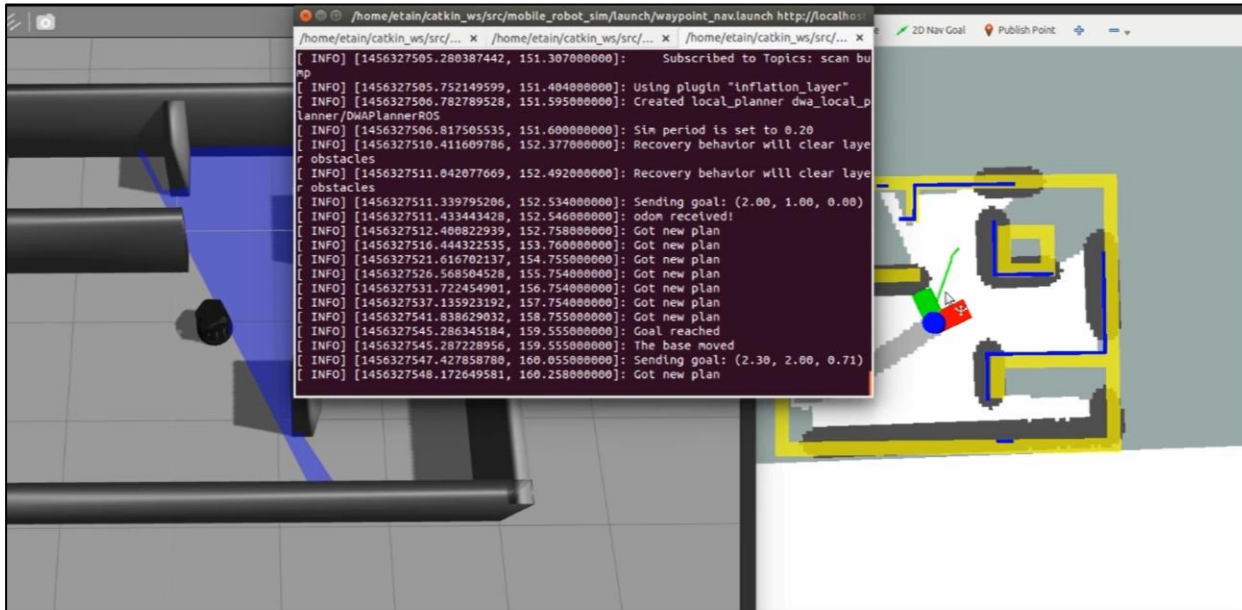 /home/etain/catkin_ws/src/mobile_robot_sim/launch/waypoint_nav.launch http://localhos
/home/etain/catkin_ws/src/... × /home/etain/catkin_ws/src/... × /home/etain/catkin_ws/src/... ×
2D Nav Goal Publish Point
[ INFO] [1456327505.280387442, 151.307000000]: Subscribed to Topics: scan bu
mp
[ INFO] [1456327505.752149599, 151.404000000]: Using plugin "inflation_layer"
[ INFO] [1456327506.782789528, 151.595000000]: Created local_planner dwa_local_p
lanner/DWAPlannerROS
[ INFO] [1456327506.817505535, 151.600000000]: Sim period is set to 0.20
[ INFO] [1456327510.411609786, 152.377000000]: Recovery behavior will clear laye
r obstacles
[ INFO] [1456327511.042077669, 152.492000000]: Recovery behavior will clear laye
r obstacles
[ INFO] [1456327511.339795206, 152.534000000]: Sending goal: (2.00, 1.00, 0.00)
[ INFO] [1456327511.433443428, 152.546000000]: odom received!
[ INFO] [1456327512.400822939, 152.758000000]: Got new plan
[ INFO] [1456327516.444322535, 153.760000000]: Got new plan
[ INFO] [1456327521.616702137, 154.755000000]: Got new plan
[ INFO] [1456327526.568504528, 155.754000000]: Got new plan
[ INFO] [1456327531.722454901, 156.754000000]: Got new plan
[ INFO] [1456327537.135923192, 157.754000000]: Got new plan
[ INFO] [1456327541.838629032, 158.755000000]: Got new plan
[ INFO] [1456327545.286345184, 159.555000000]: Goal reached
[ INFO] [1456327545.287228956, 159.555000000]: The base moved
[ INFO] [1456327547.427858780, 160.055000000]: Sending goal: (2.30, 2.00, 0.71)
[ INFO] [1456327548.172649581, 160.258000000]: Got new plan